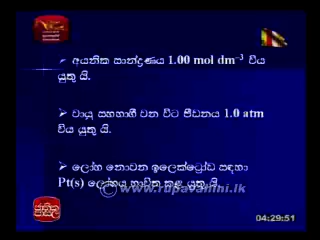 ➢ අයනික සාන්ද්‍රණය 1.00 mol dm⁻³ විය
යුතු යි.
➢ වායු සහභාගී වන විට පීඩනය 1.0 atm
විය යුතු යි.
➢ ලෝහ නොවන ඉලෙක්ට්‍රෝඩ සඳහා
Pt(s) ලෝහය භාවිත කළ යුතු යි
©www.rupavahini.lk
04:29:51